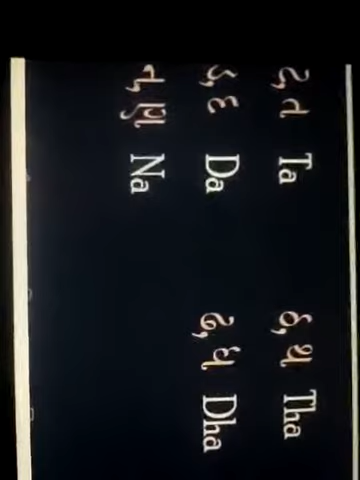 ટ, ત Ta ઠ, થ Tha
ડ, દ Da ઢ, ધ Dha
ન, ણ Na